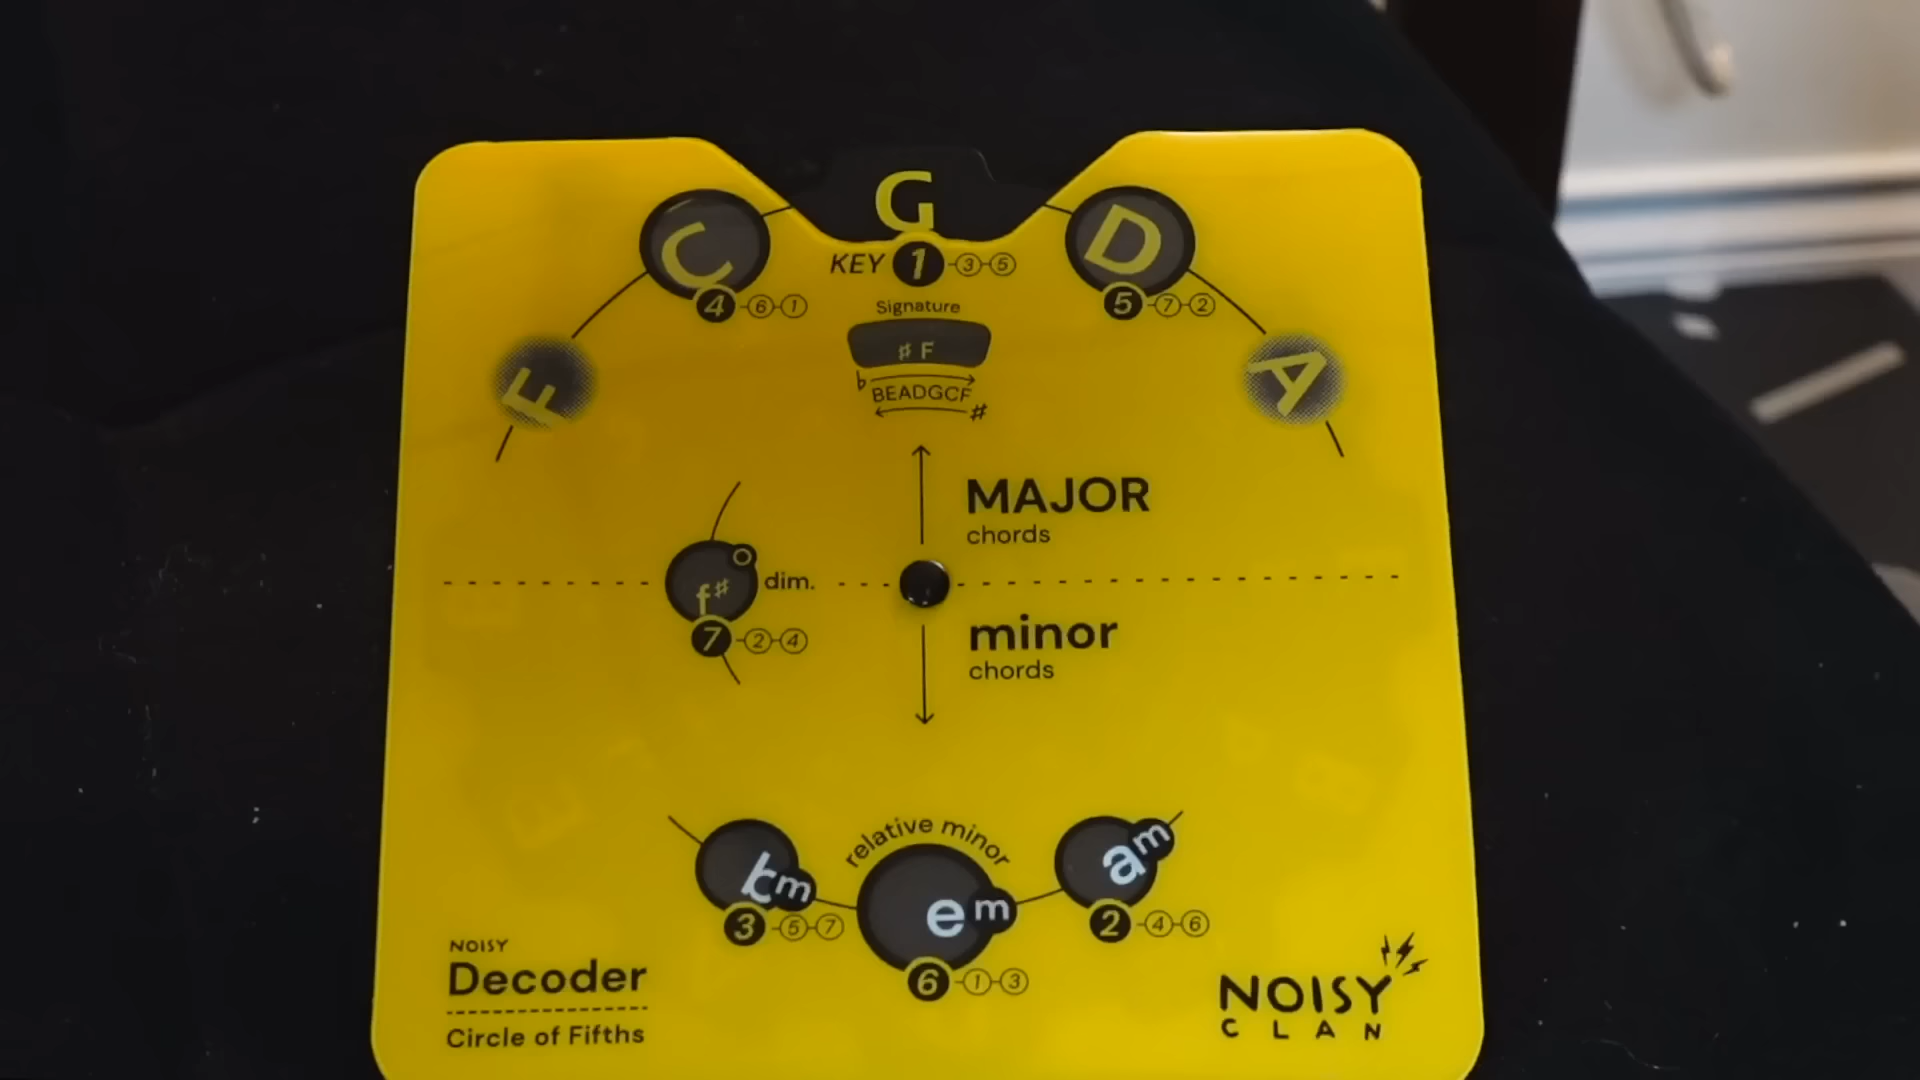 G
C
D
KEY 1-3-5
4-6-1
5-7-2
Signature
♯ F
♭
BEADGCF
♯
F
A
MAJOR
chords
f♯
dim.
7-2-4
minor
chords
relative minor
m
em
am
3-5-7
2-4-6
6-1-3
NOISY
Decoder
Circle of Fifths
NOISY
CLAN